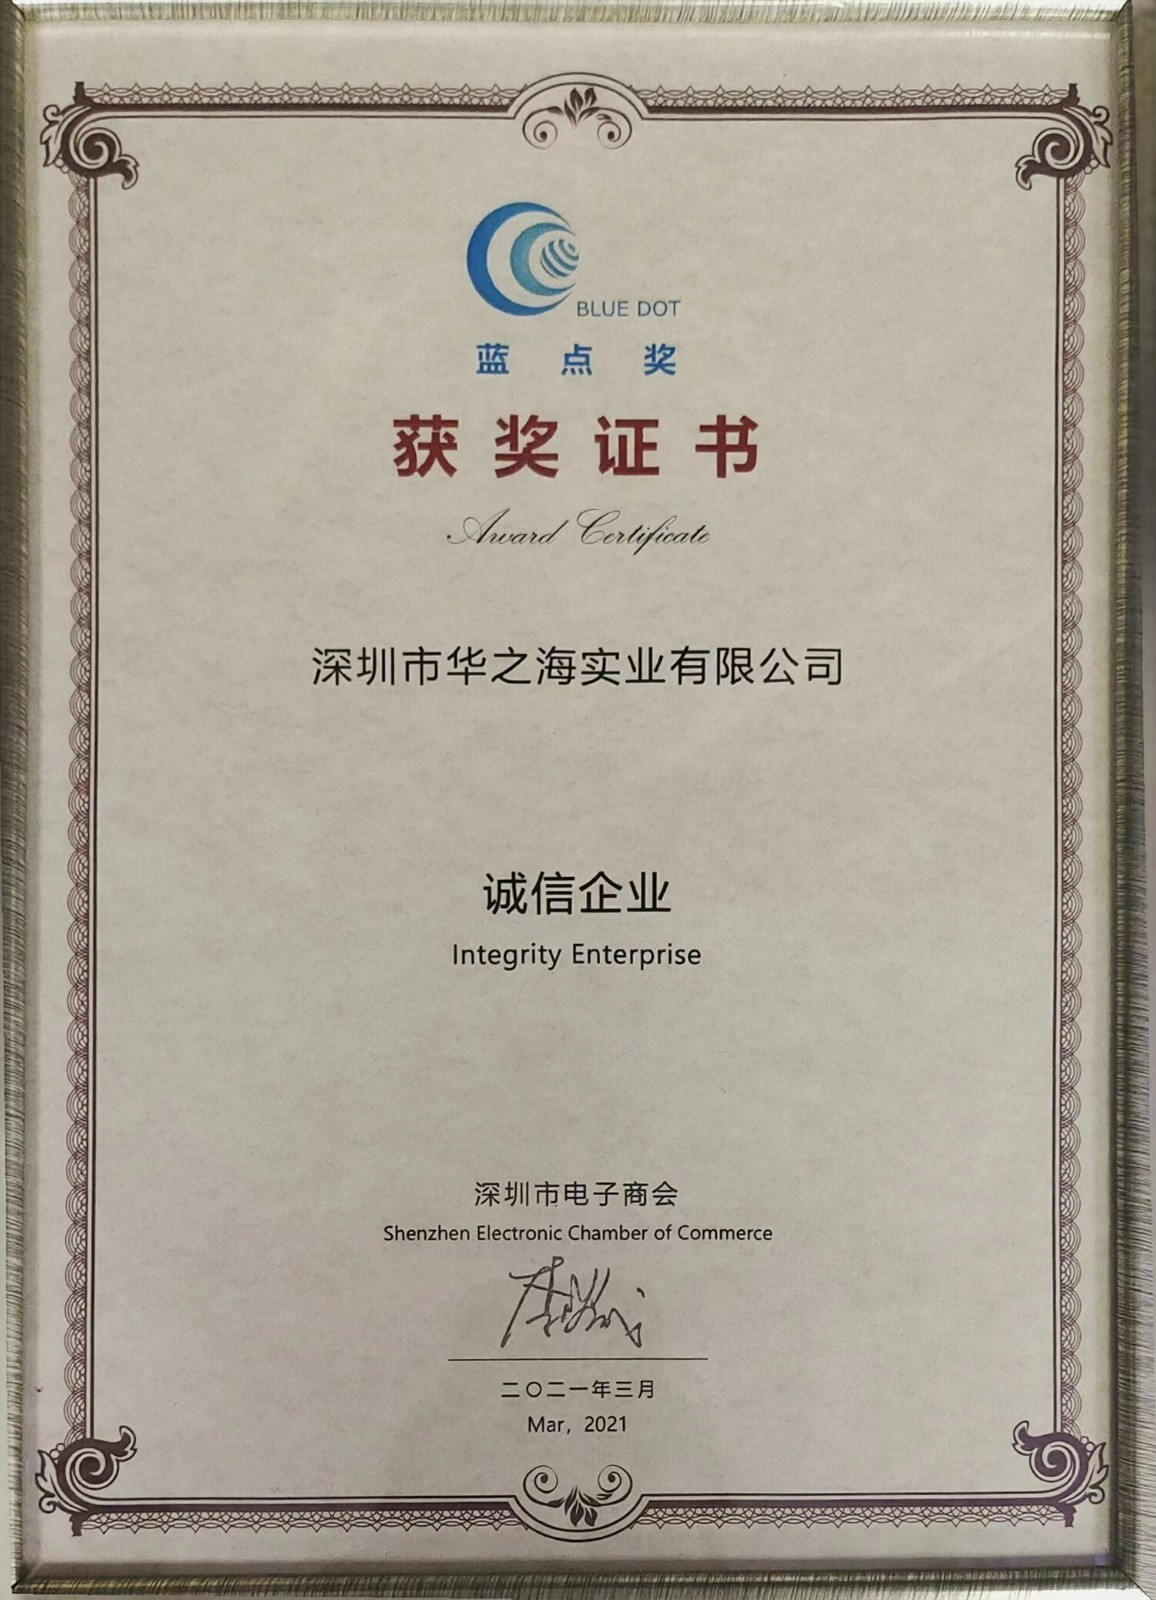 BLUE DOT
蓝点奖
获奖证书
Award Certificate
深圳市华之海实业有限公司
诚信企业
Integrity Enterprise
深圳市电子商会
Shenzhen Electronic Chamber of Commerce
二〇二一年三月
Mar, 2021